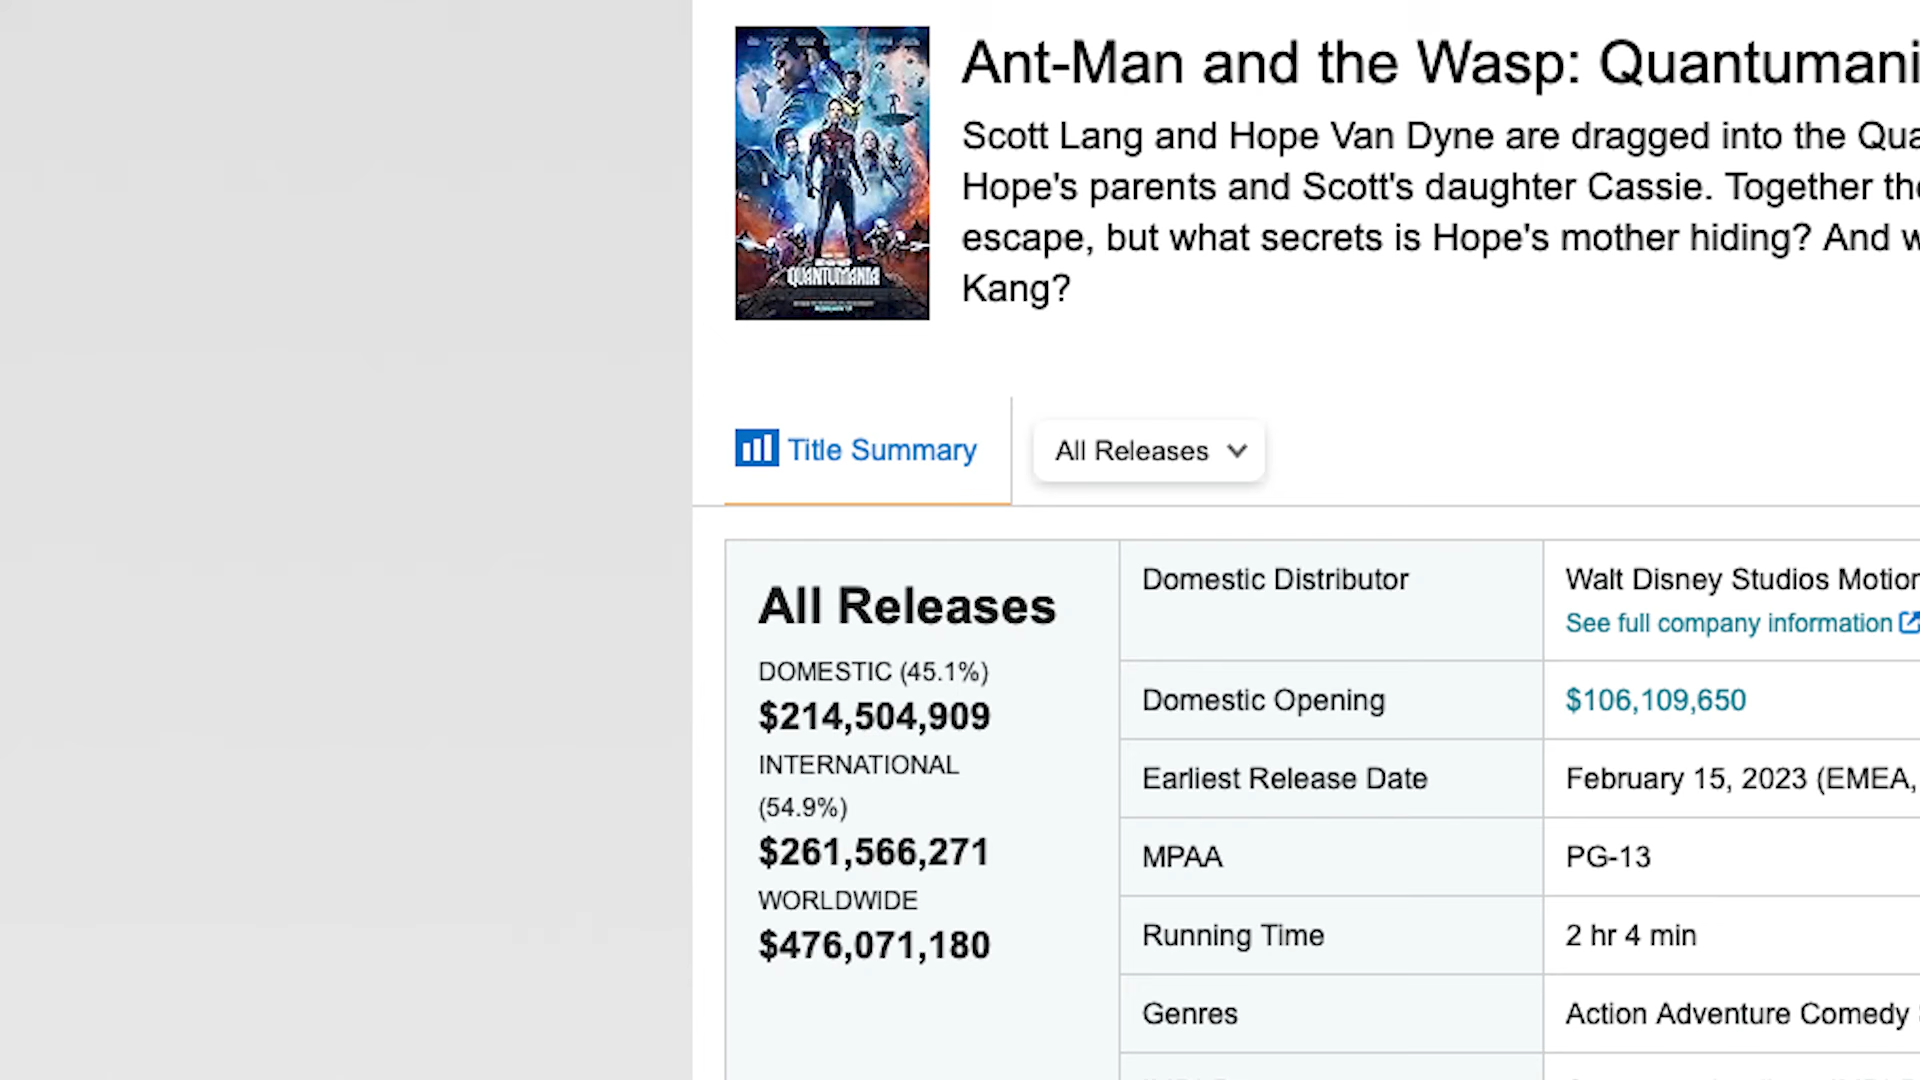 Ant-Man and the Wasp: Quantumani
Scott Lang and Hope Van Dyne are dragged into the Qua
Hope's parents and Scott's daughter Cassie. Together the
escape, but what secrets is Hope's mother hiding? And w
Kang?
QUANTUMANIA
Title Summary
All Releases
All Releases
DOMESTIC (45.1%)
$214,504,909
INTERNATIONAL
(54.9%)
$261,566,271
WORLDWIDE
$476,071,180
Domestic Distributor
Walt Disney Studios Motion
See full company information
Domestic Opening
$106,109,650
Earliest Release Date
February 15, 2023 (EMEA,
MPAA
PG-13
Running Time
2 hr 4 min
Genres
Action Adventure Comedy